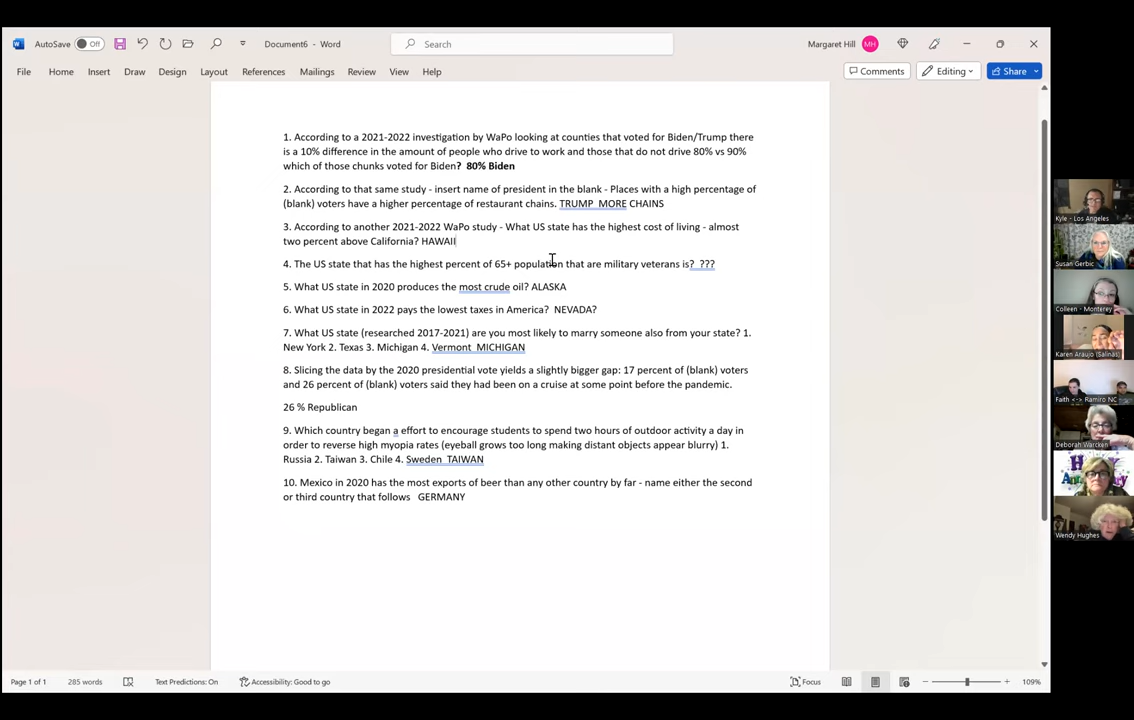 AutoSave Off Document6 - Word Search Margaret Hill MH
File Home Insert Draw Design Layout References Mailings Review View Help Comments Editing Share
1. According to a 2021-2022 investigation by WaPo looking at counties that voted for Biden/Trump there
is a 10% difference in the amount of people who drive to work and those that do not drive 80% vs 90%
which of those chunks voted for Biden? 80% Biden
2. According to that same study - insert name of president in the blank - Places with a high percentage of
(blank) voters have a higher percentage of restaurant chains. TRUMP MORE CHAINS
3. According to another 2021-2022 WaPo study - What US state has the highest cost of living - almost
two percent above California? HAWAII
4. The US state that has the highest percent of 65+ population that are military veterans is? ???
5. What US state in 2020 produces the most crude oil? ALASKA
6. What US state in 2022 pays the lowest taxes in America? NEVADA?
7. What US state (researched 2017-2021) are you most likely to marry someone also from your state? 1.
New York 2. Texas 3. Michigan 4. Vermont MICHIGAN
8. Slicing the data by the 2020 presidential vote yields a slightly bigger gap: 17 percent of (blank) voters
and 26 percent of (blank) voters said they had been on a cruise at some point before the pandemic.
26 % Republican
9. Which country began a effort to encourage students to spend two hours of outdoor activity a day in
order to reverse high myopia rates (eyeball grows too long making distant objects appear blurry) 1.
Russia 2. Taiwan 3. Chile 4. Sweden TAIWAN
10. Mexico in 2020 has the most exports of beer than any other country by far - name either the second
or third country that follows GERMANY
Page 1 of 1 285 words Text Predictions: On Accessibility: Good to go Focus 109%
Kyle - Los Angeles
Susan Gerbic
Colleen - Monterey
Karen Araujo (Salinas)
Faith <-> Ramiro NC -
Deborah Warcken
Wendy Hughes